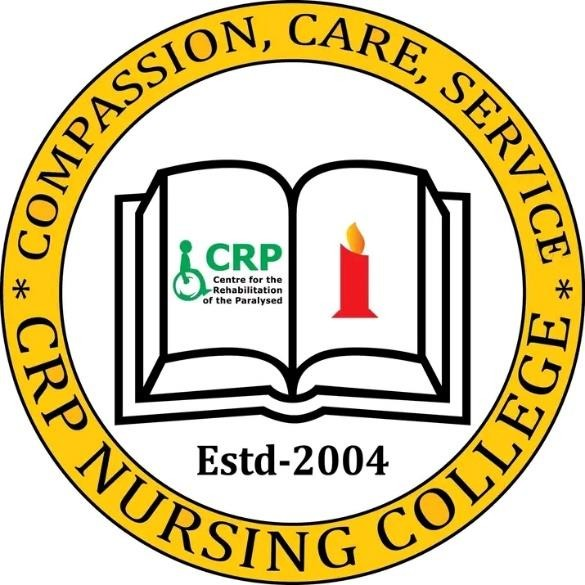 COMPASSION, CARE, SERVICE
CRP
Centre for the
Rehabilitation
of the Paralysed
Estd-2004
* CRP NURSING COLLEGE *